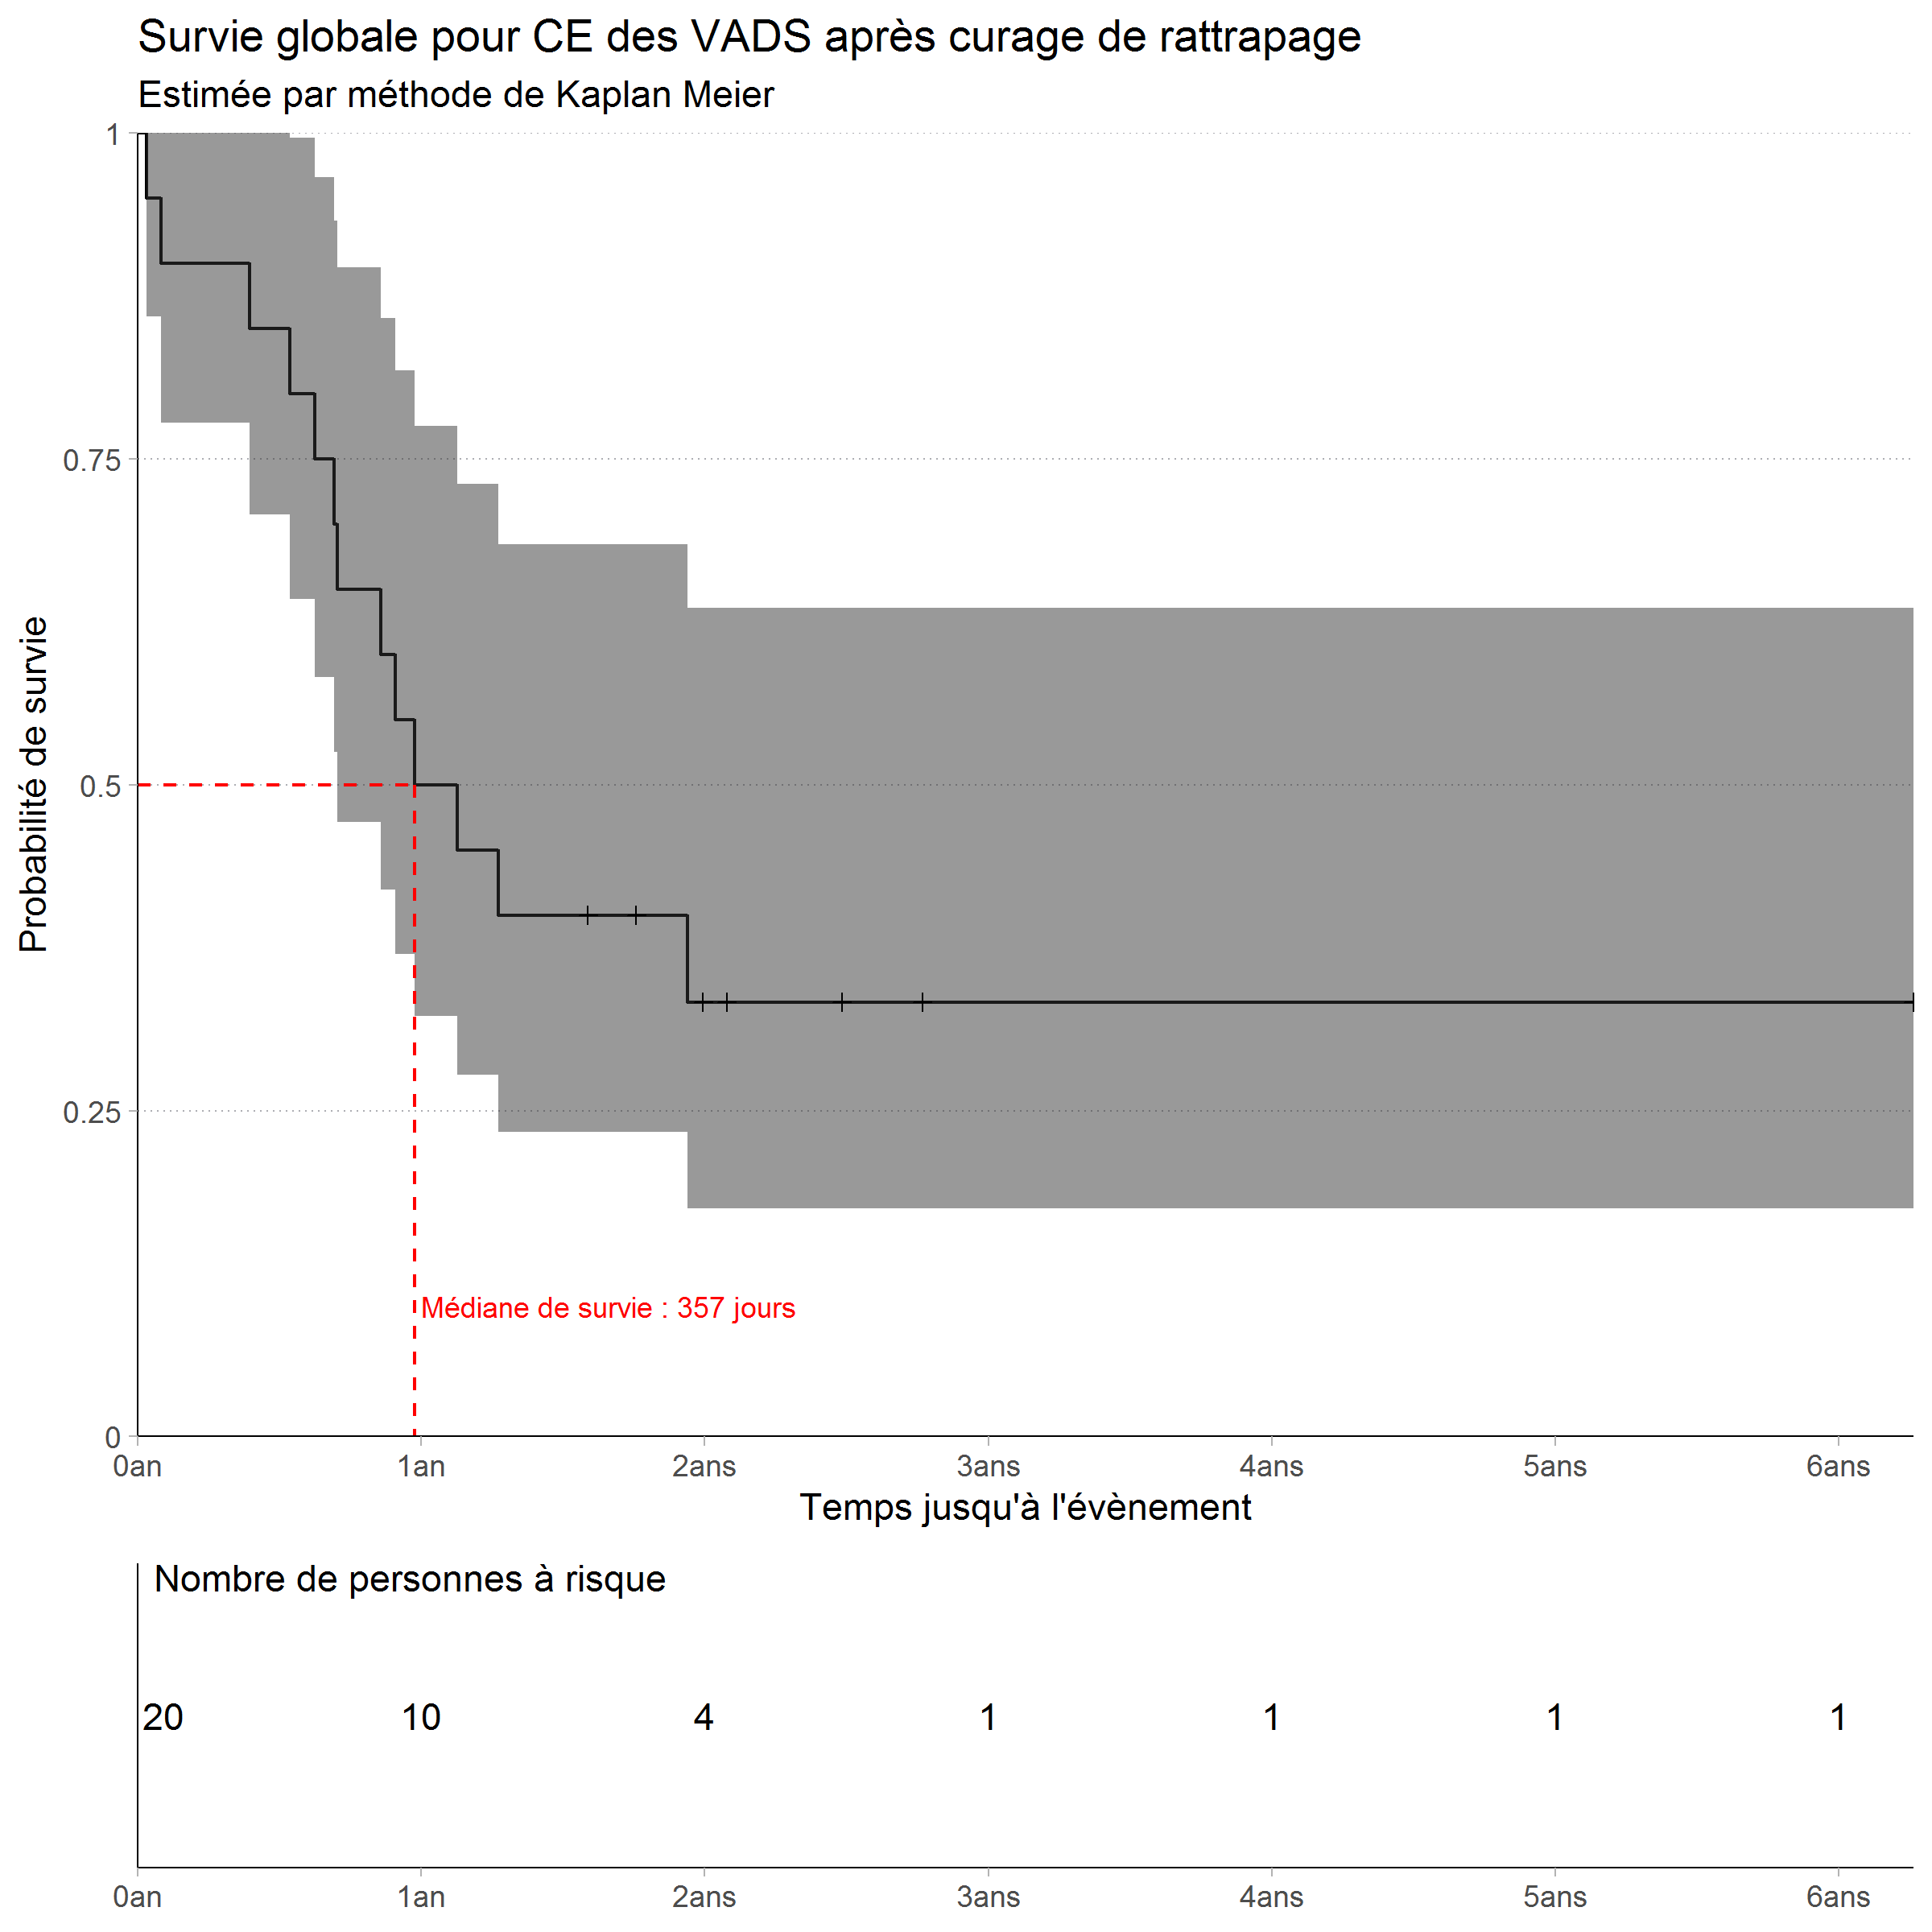 Survie globale pour CE des VADS après curage de rattrapage
Estimée par méthode de Kaplan Meier
1
0.75
0.5
0.25
0
Probabilité de survie
Médiane de survie : 357 jours
0an 1an 2ans 3ans 4ans 5ans 6ans
Temps jusqu'à l'évènement
Nombre de personnes à risque
20 10 4 1 1 1 1
0an 1an 2ans 3ans 4ans 5ans 6ans